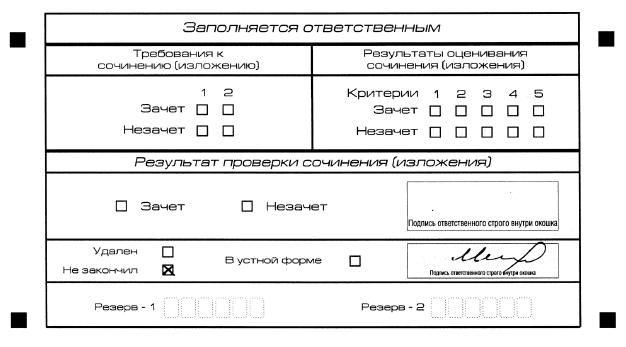 Заполняется ответственным
Требования к
сочинению (изложению)
Результаты оценивания
сочинения (изложения)
1 2
Зачет
Незачет
Критерии 1 2 3 4 5
Зачет
Незачет
Результат проверки сочинения (изложения)
Зачет Незачет
Подпись ответственного строго внутри окошка
Удален
Не закончил
В устной форме
Подпись ответственного строго внутри окошка
Резерв - 1
Резерв - 2